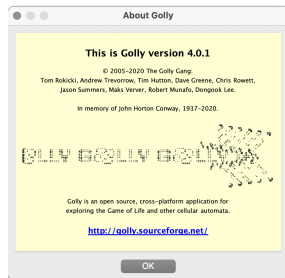 About Golly
This is Golly version 4.0.1
© 2005-2020 The Golly Gang:
Tom Rokicki, Andrew Trevorrow, Tim Hutton, Dave Greene, Chris Rowett,
Jason Summers, Maks Verver, Robert Munafo, Dongook Lee.
In memory of John Horton Conway, 1937-2020.
GOLLY GOLLY GOLLY
Golly is an open source, cross-platform application for
exploring the Game of Life and other cellular automata.
http://golly.sourceforge.net/
OK